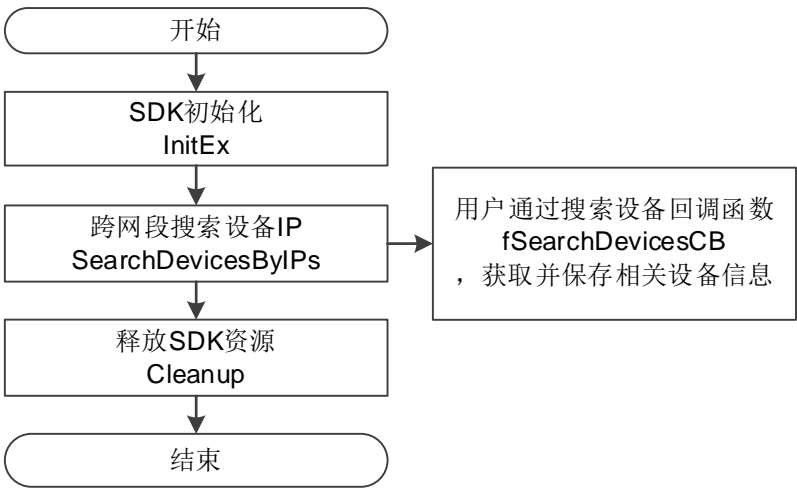 开始
SDK初始化
InitEx
跨网段搜索设备IP
SearchDevicesByIPs
用户通过搜索设备回调函数
fSearchDevicesCB
，获取并保存相关设备信息
释放SDK资源
Cleanup
结束